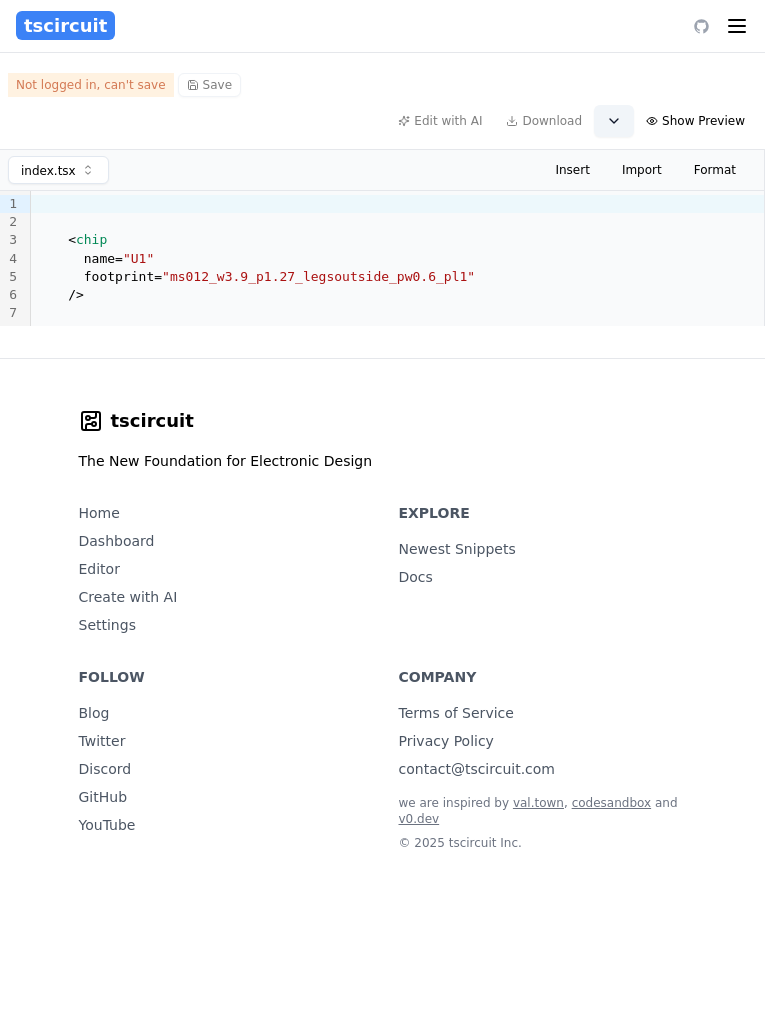 tscircuit
Not logged in, can't save
Save
Edit with AI
Download
Show Preview
index.tsx
Insert
Import
Format
1
2
3 <chip
4 name="U1"
5 footprint="ms012_w3.9_p1.27_legsoutside_pw0.6_pl1"
6 />
7
tscircuit
The New Foundation for Electronic Design
Home
Dashboard
Editor
Create with AI
Settings
EXPLORE
Newest Snippets
Docs
FOLLOW
Blog
Twitter
Discord
GitHub
YouTube
COMPANY
Terms of Service
Privacy Policy
contact@tscircuit.com
we are inspired by val.town, codesandbox and
v0.dev
© 2025 tscircuit Inc.